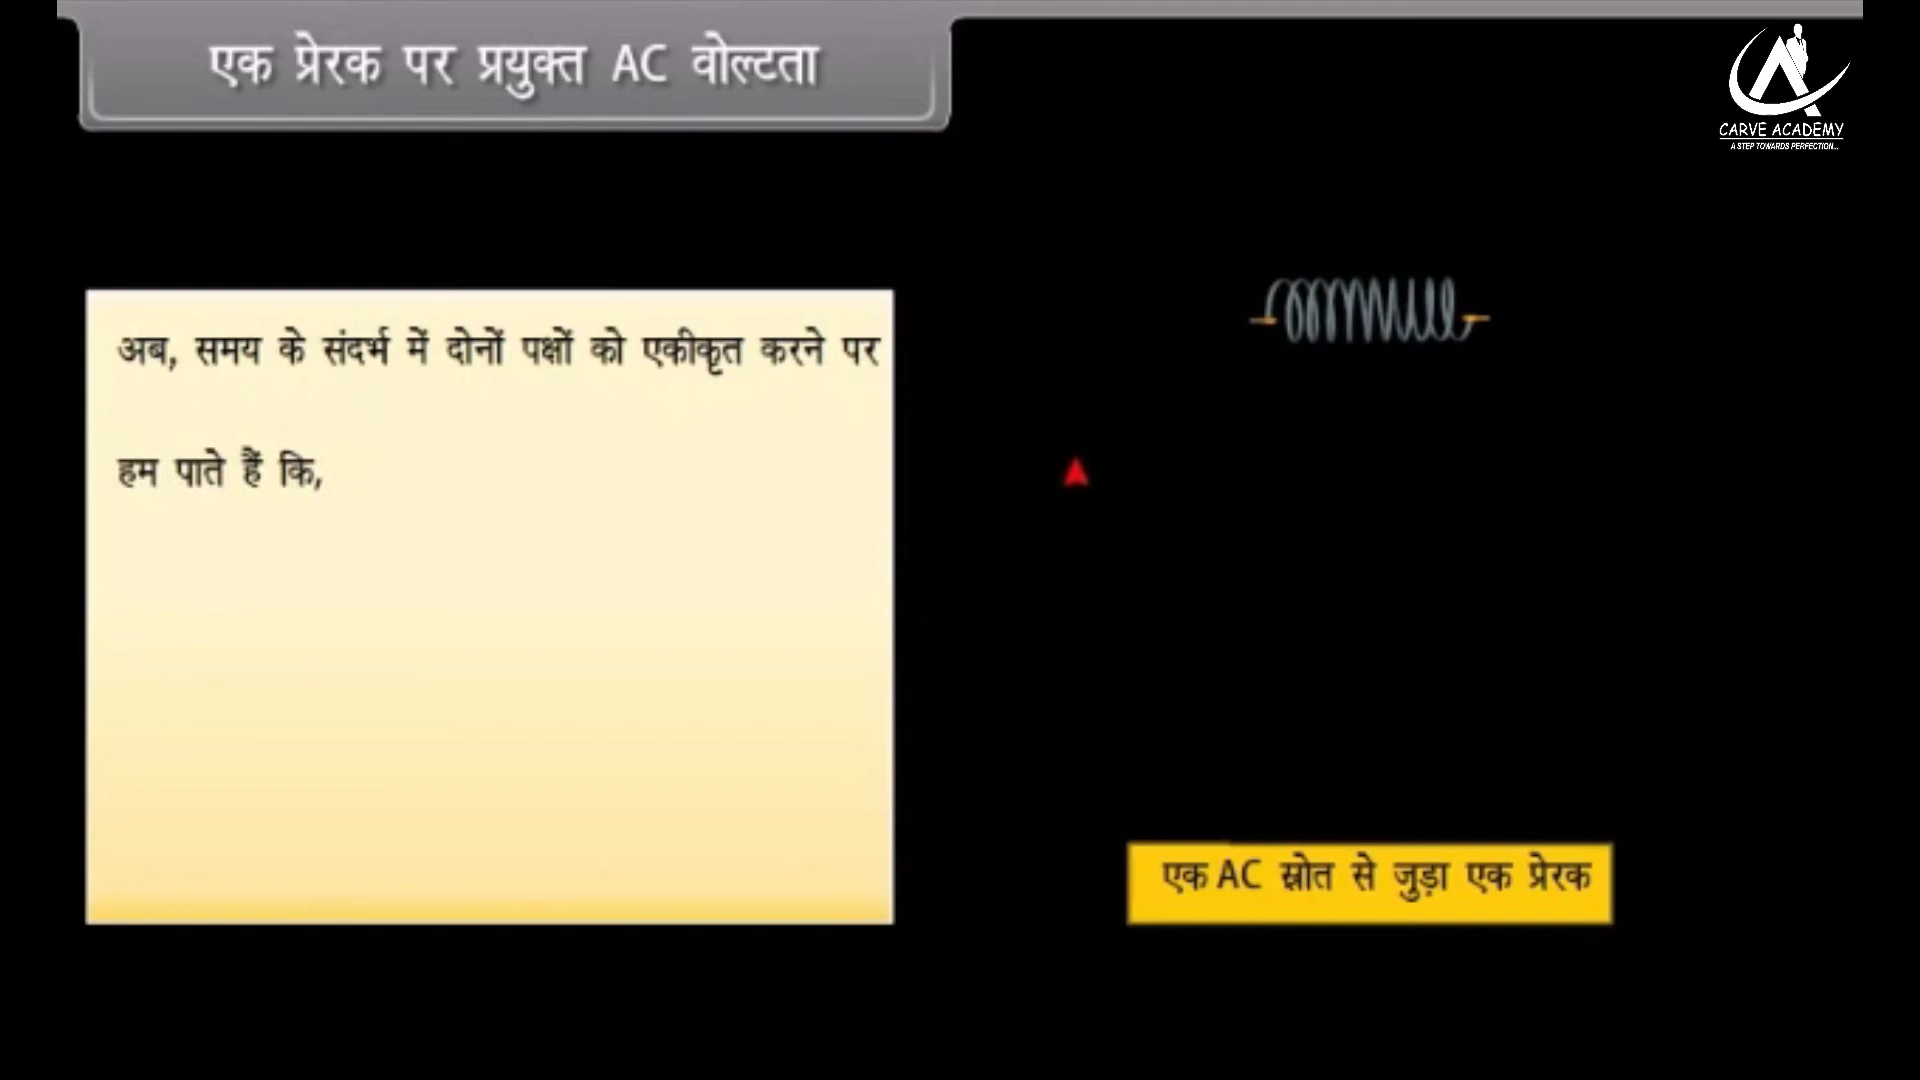 एक प्रेरक पर प्रयुक्त AC वोल्टता
CARVE ACADEMY
A STEP TOWARDS PERFECTION...
अब, समय के संदर्भ में दोनों पक्षों को एकीकृत करने पर
हम पाते हैं कि,
एक AC स्रोत से जुड़ा एक प्रेरक